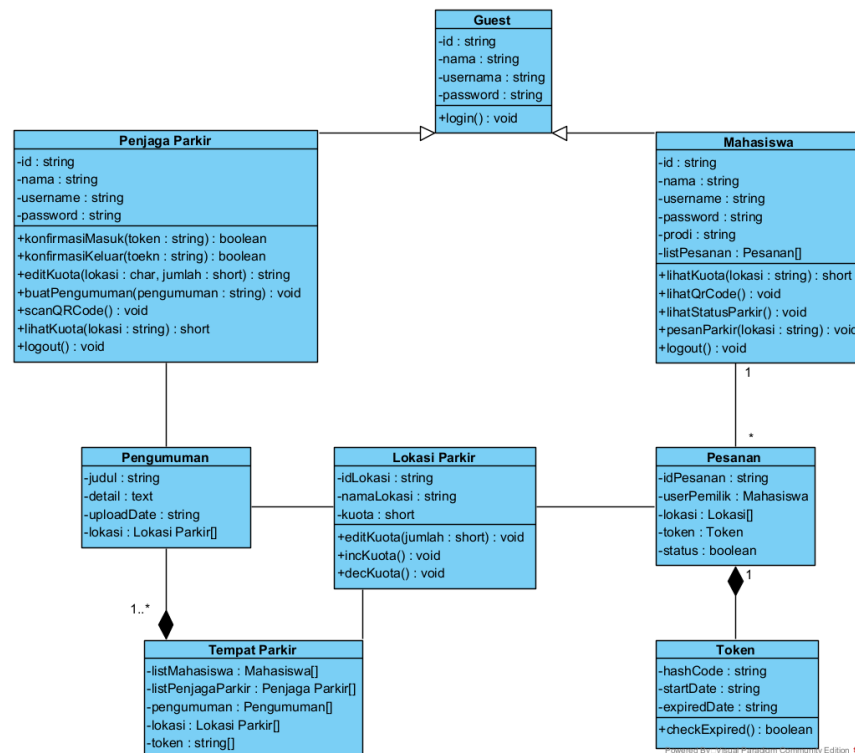 Guest
-id : string
-nama : string
-usernama : string
-password : string
+login() : void
Penjaga Parkir
-id : string
-nama : string
-username : string
-password : string
+konfirmasiMasuk(token : string) : boolean
+konfirmasiKeluar(toekn : string) : boolean
+editKuota(lokasi : char, jumlah : short) : string
+buatPengumuman(pengumuman : string) : void
+scanQRCode() : void
+lihatKuota(lokasi : string) : short
+logout() : void
Mahasiswa
-id : string
-nama : string
-username : string
-password : string
-prodi : string
-listPesanan : Pesanan[]
+lihatKuota(lokasi : string) : short
+lihatQrCode() : void
+lihatStatusParkir() : void
+pesanParkir(lokasi : string) : void
+logout() : void
1
*
Pengumuman
-judul : string
-detail : text
-uploadDate : string
-lokasi : Lokasi Parkir[]
Lokasi Parkir
-idLokasi : string
-namaLokasi : string
-kuota : short
+editKuota(jumlah : short) : void
+incKuota() : void
+decKuota() : void
Pesanan
-idPesanan : string
-userPemilik : Mahasiswa
-lokasi : Lokasi[]
-token : Token
-status : boolean
1..*
1
Tempat Parkir
-listMahasiswa : Mahasiswa[]
-listPenjagaParkir : Penjaga Parkir[]
-pengumuman : Pengumuman[]
-lokasi : Lokasi Parkir[]
-token : string[]
Token
-hashCode : string
-startDate : string
-expiredDate : string
+checkExpired() : boolean
Powered By: Visual Paradigm Community Edition